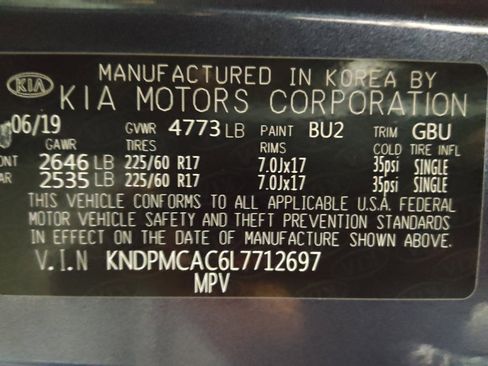 MANUFACTURED IN KOREA BY
KIA KIA MOTORS CORPORATION
06/19 GVWR 4773 LB PAINT BU2 TRIM GBU
GAWR TIRES RIMS COLD TIRE INFL
2646 LB 225/60 R17 7.0Jx17 35psi SINGLE
2535 LB 225/60 R17 7.0Jx17 35psi SINGLE
THIS VEHICLE CONFORMS TO ALL APPLICABLE U.S.A. FEDERAL
MOTOR VEHICLE SAFETY AND THEFT PREVENTION STANDARDS
IN EFFECT ON THE DATE OF MANUFACTURE SHOWN ABOVE.
V.I.N KNDPMCAC6L7712697
MPV